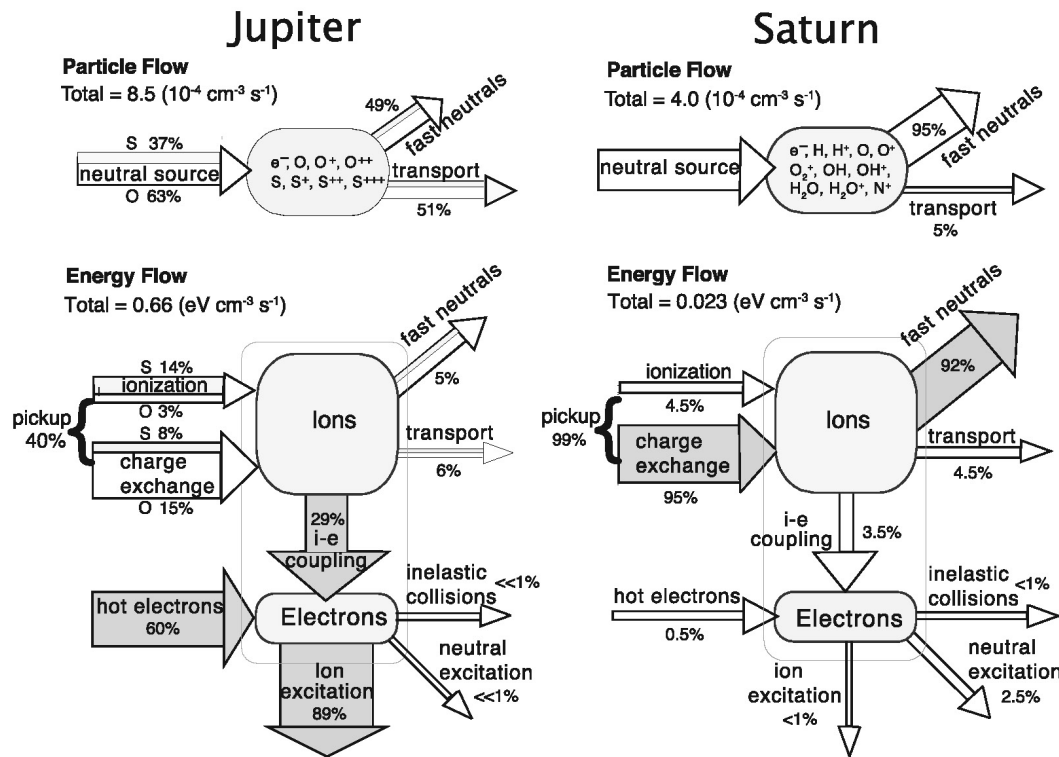 Jupiter
Particle Flow
Total = 8.5 (10⁻⁴ cm⁻³ s⁻¹)
S 37%
neutral source
O 63%
e⁻, O, O⁺, O⁺⁺
S, S⁺, S⁺⁺, S⁺⁺⁺
49%
fast neutrals
transport
51%
Energy Flow
Total = 0.66 (eV cm⁻³ s⁻¹)
pickup
40%
S 14%
ionization
O 3%
S 8%
charge
exchange
O 15%
Ions
fast neutrals
5%
transport
6%
29%
i-e
coupling
hot electrons
60%
Electrons
inelastic
collisions
<<1%
neutral
excitation
<<1%
Ion
excitation
89%
Saturn
Particle Flow
Total = 4.0 (10⁻⁴ cm⁻³ s⁻¹)
neutral source
e⁻, H, H⁺, O, O⁺
O₂⁺, OH, OH⁺,
H₂O, H₂O⁺, N⁺
95%
fast neutrals
transport
5%
Energy Flow
Total = 0.023 (eV cm⁻³ s⁻¹)
pickup
99%
ionization
4.5%
charge
exchange
95%
Ions
fast neutrals
92%
transport
4.5%
i-e
coupling
3.5%
hot electrons
0.5%
Electrons
inelastic
collisions
<1%
neutral
excitation
2.5%
ion
excitation
<1%